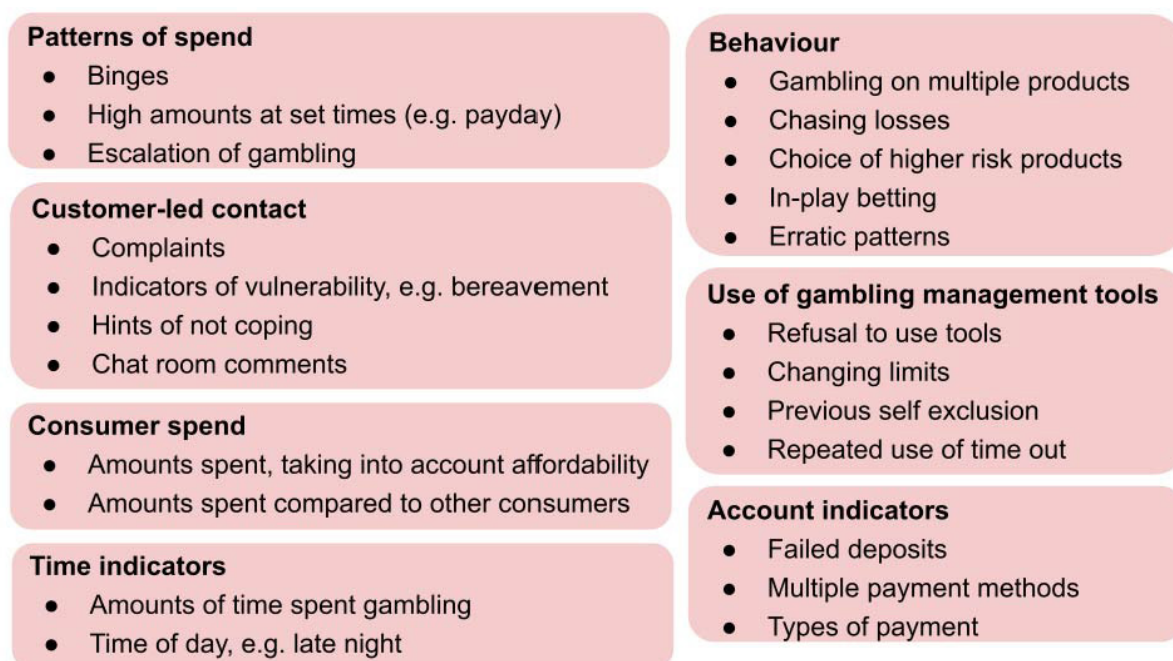 Patterns of spend
● Binges
● High amounts at set times (e.g. payday)
● Escalation of gambling
Customer-led contact
● Complaints
● Indicators of vulnerability, e.g. bereavement
● Hints of not coping
● Chat room comments
Consumer spend
● Amounts spent, taking into account affordability
● Amounts spent compared to other consumers
Time indicators
● Amounts of time spent gambling
● Time of day, e.g. late night
Behaviour
● Gambling on multiple products
● Chasing losses
● Choice of higher risk products
● In-play betting
● Erratic patterns
Use of gambling management tools
● Refusal to use tools
● Changing limits
● Previous self exclusion
● Repeated use of time out
Account indicators
● Failed deposits
● Multiple payment methods
● Types of payment